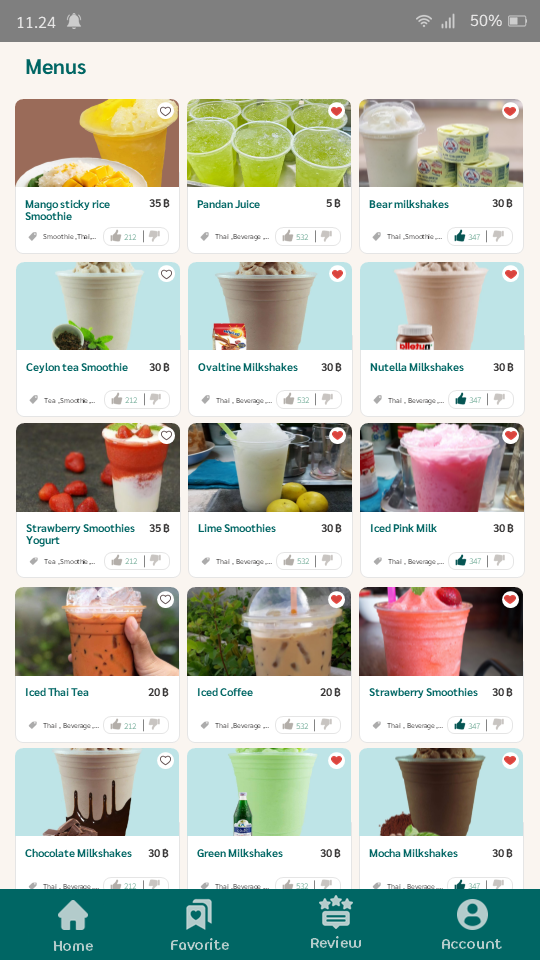 11.24
50%
Menus
Mango sticky rice Smoothie
35 ฿
Smoothie ,Thai,...
212
Pandan Juice
5 ฿
Thai ,Beverage ,...
532
Bear milkshakes
30 ฿
Thai ,Smoothie ,...
347
Ceylon tea Smoothie
30 ฿
Tea ,Smoothie ,...
212
Ovaltine Milkshakes
30 ฿
Thai , Beverage ,...
532
Nutella Milkshakes
30 ฿
Thai , Beverage ,...
347
Strawberry Smoothies Yogurt
35 ฿
Tea ,Smoothie ,...
212
Lime Smoothies
30 ฿
Thai , Beverage ,...
532
Iced Pink Milk
30 ฿
Thai , Beverage ,...
347
Iced Thai Tea
20 ฿
Thai , Beverage ,...
212
Iced Coffee
20 ฿
Thai , Beverage ,...
532
Strawberry Smoothies
30 ฿
Thai , Beverage ,...
347
Chocolate Milkshakes
30 ฿
Thai , Beverage ,...
212
Green Milkshakes
30 ฿
Thai , Beverage ,...
532
Mocha Milkshakes
30 ฿
Thai , Beverage ,...
347
Home
Favorite
Review
Account